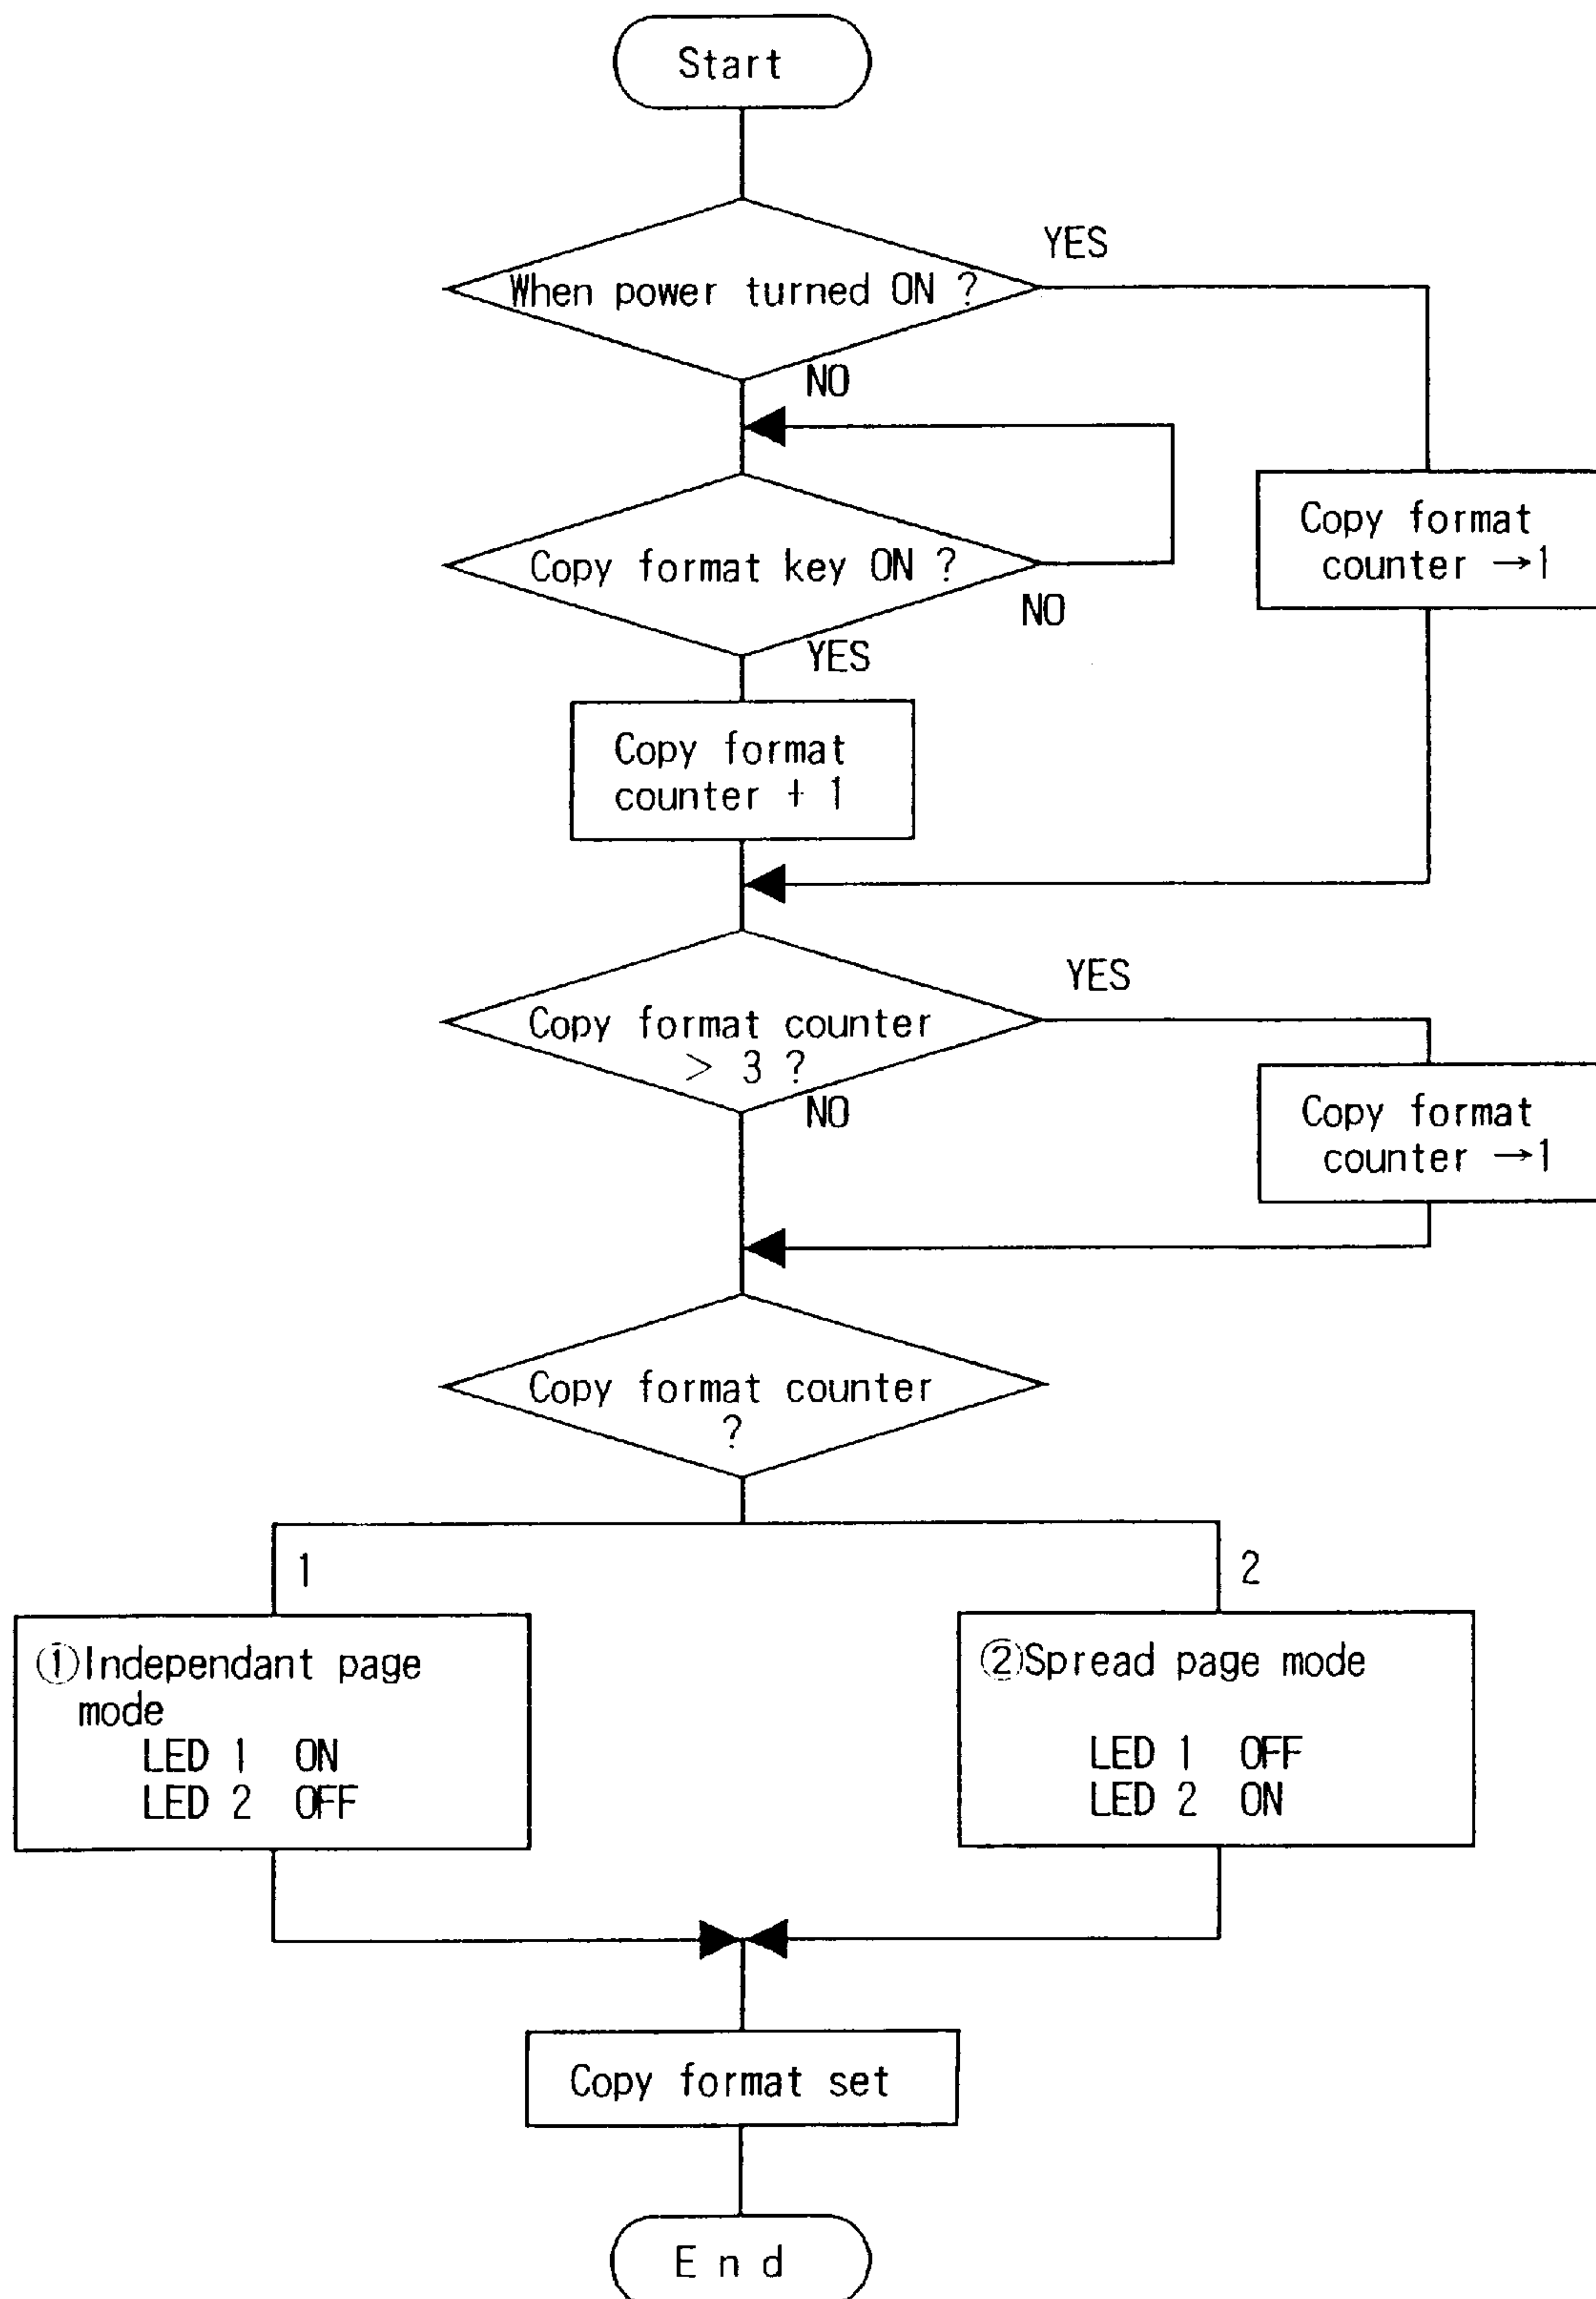 Start
When power turned ON ?
YES
NO
Copy format key ON ?
NO
YES
Copy format
counter →1
Copy format
counter + 1
Copy format counter
> 3 ?
YES
NO
Copy format
counter →1
Copy format counter
?
1
2
①Independant page
mode
LED 1 ON
LED 2 OFF
②Spread page mode
LED 1 OFF
LED 2 ON
Copy format set
End